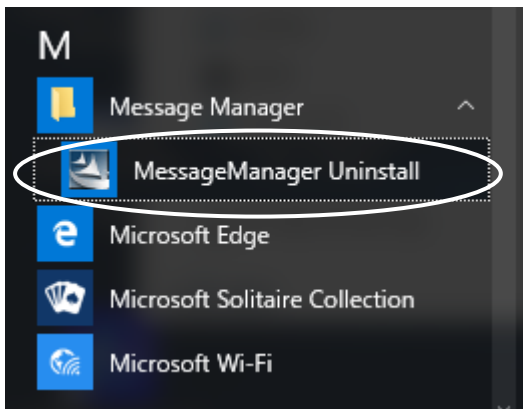 M
Message Manager
MessageManager Uninstall
Microsoft Edge
Microsoft Solitaire Collection
Microsoft Wi-Fi